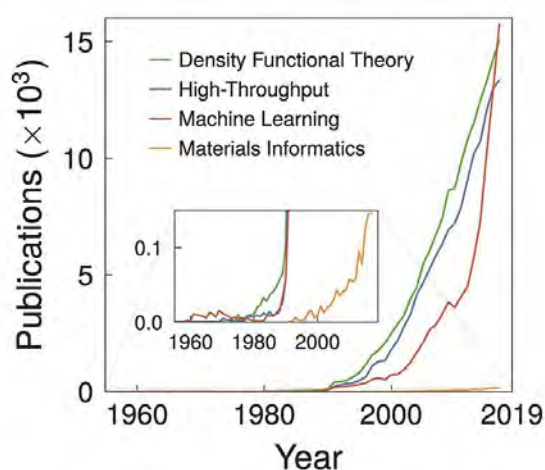 15
Density Functional Theory
High-Throughput
Machine Learning
Materials Informatics
10
Publications (×10³)
0.1
5
0.0
1960 1980 2000
0
1960 1980 2000 2019
Year